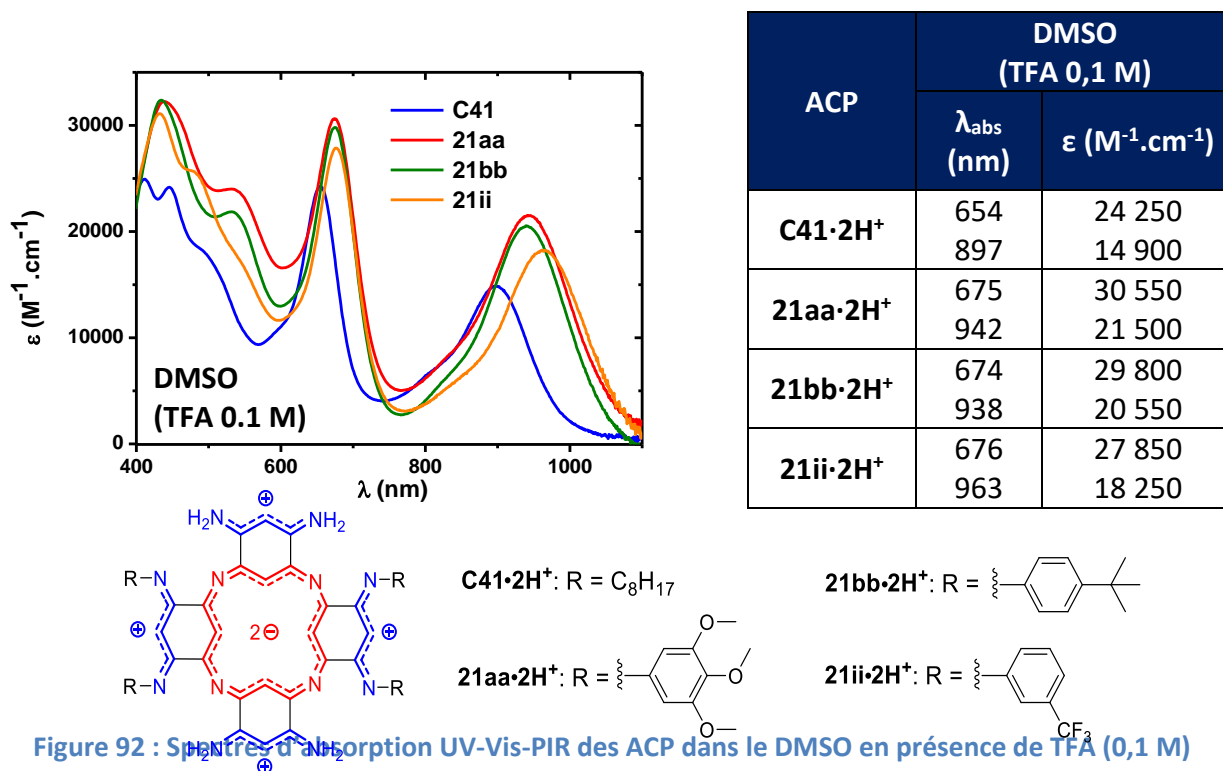 C41
21aa
21bb
21ii
ε (M⁻¹.cm⁻¹)
30000
20000
10000
0
400
600
800
1000
λ (nm)
DMSO
(TFA 0.1 M)
ACP
DMSO
(TFA 0,1 M)
λabs
(nm)
ε (M⁻¹.cm⁻¹)
C41·2H⁺
654 24 250
897 14 900
21aa·2H⁺
675 30 550
942 21 500
21bb·2H⁺
674 29 800
938 20 550
21ii·2H⁺
676 27 850
963 18 250
⊕
H₂N NH₂
R–N N N N–R
⊕ 2⊖ ⊕
R–N N N N–R
H₂N NH₂
⊕
C41•2H⁺: R = C₈H₁₇
21bb•2H⁺: R =
21aa•2H⁺: R =
O
O
O
21ii•2H⁺: R =
CF₃
Figure 92 : Spectres d'absorption UV-Vis-PIR des ACP dans le DMSO en présence de TFA (0,1 M)